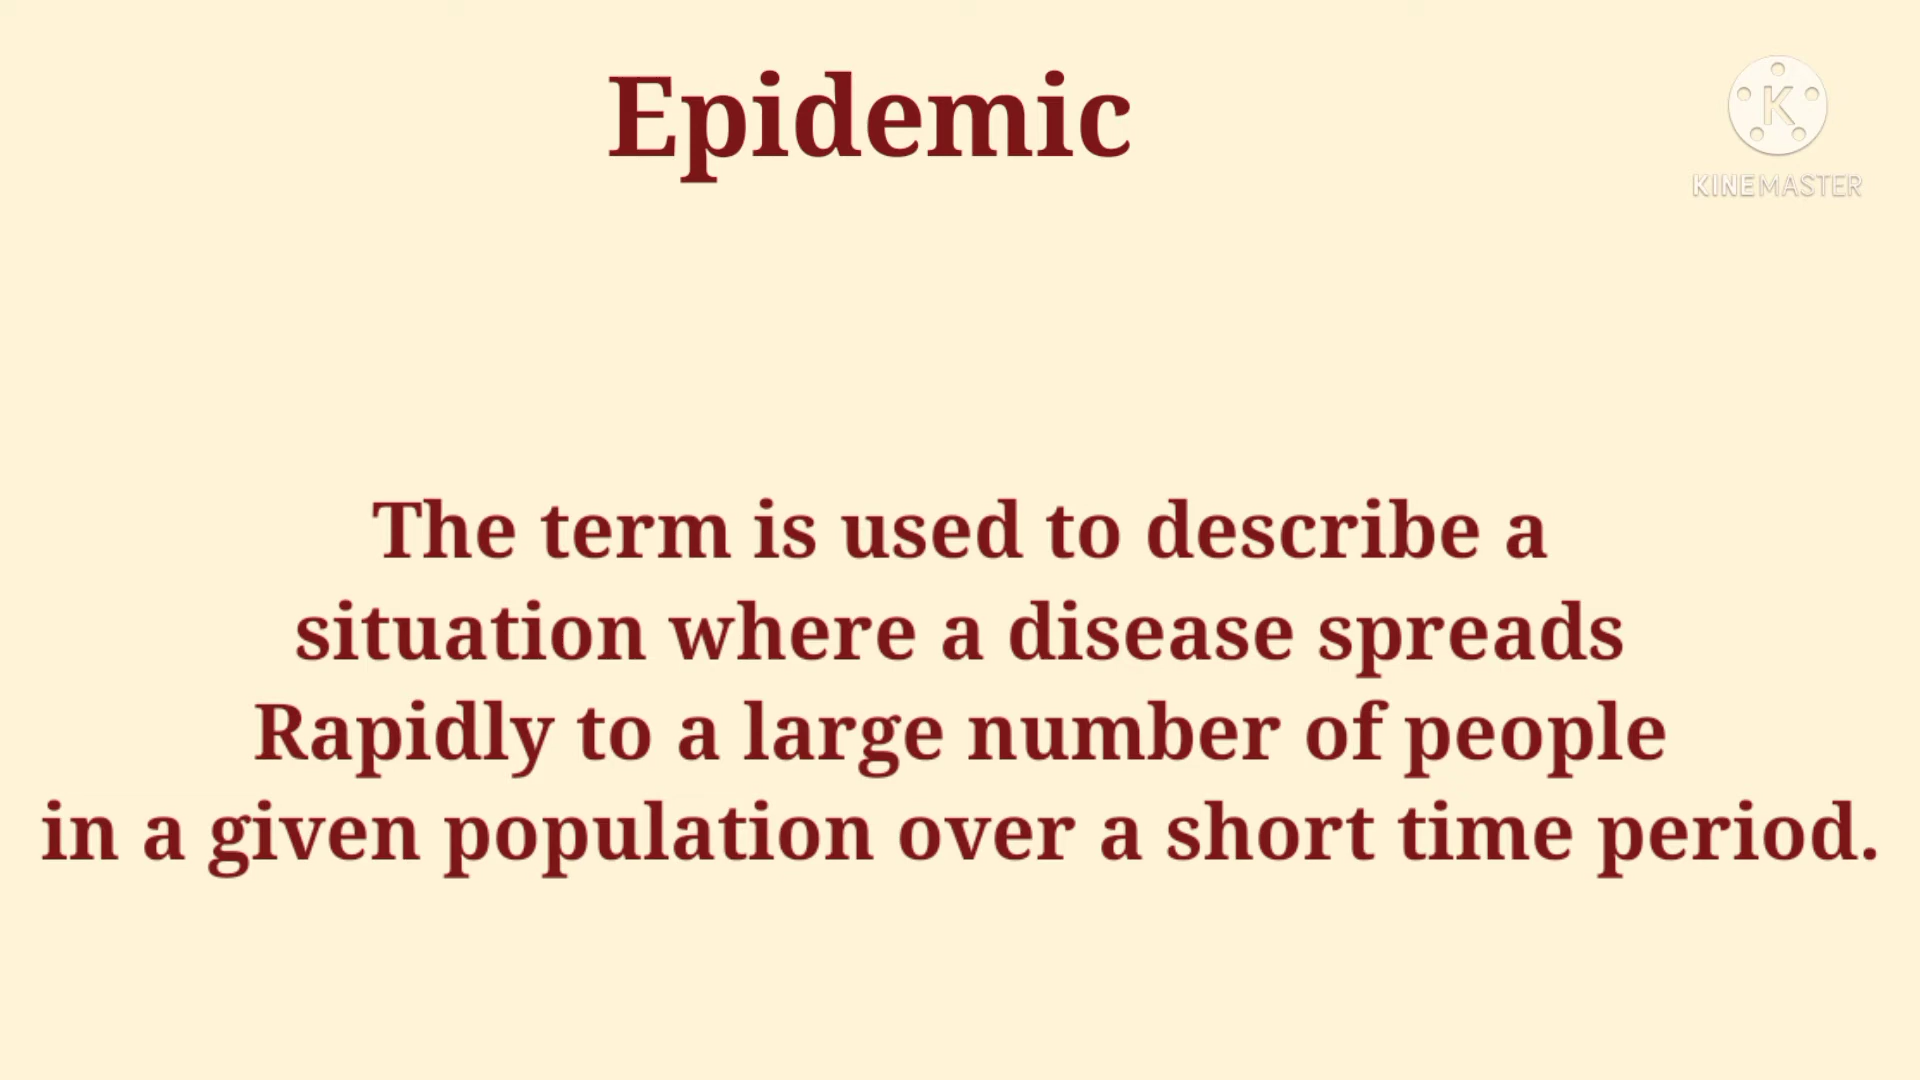 Epidemic
K
KINEMASTER
The term is used to describe a
situation where a disease spreads
Rapidly to a large number of people
in a given population over a short time period.